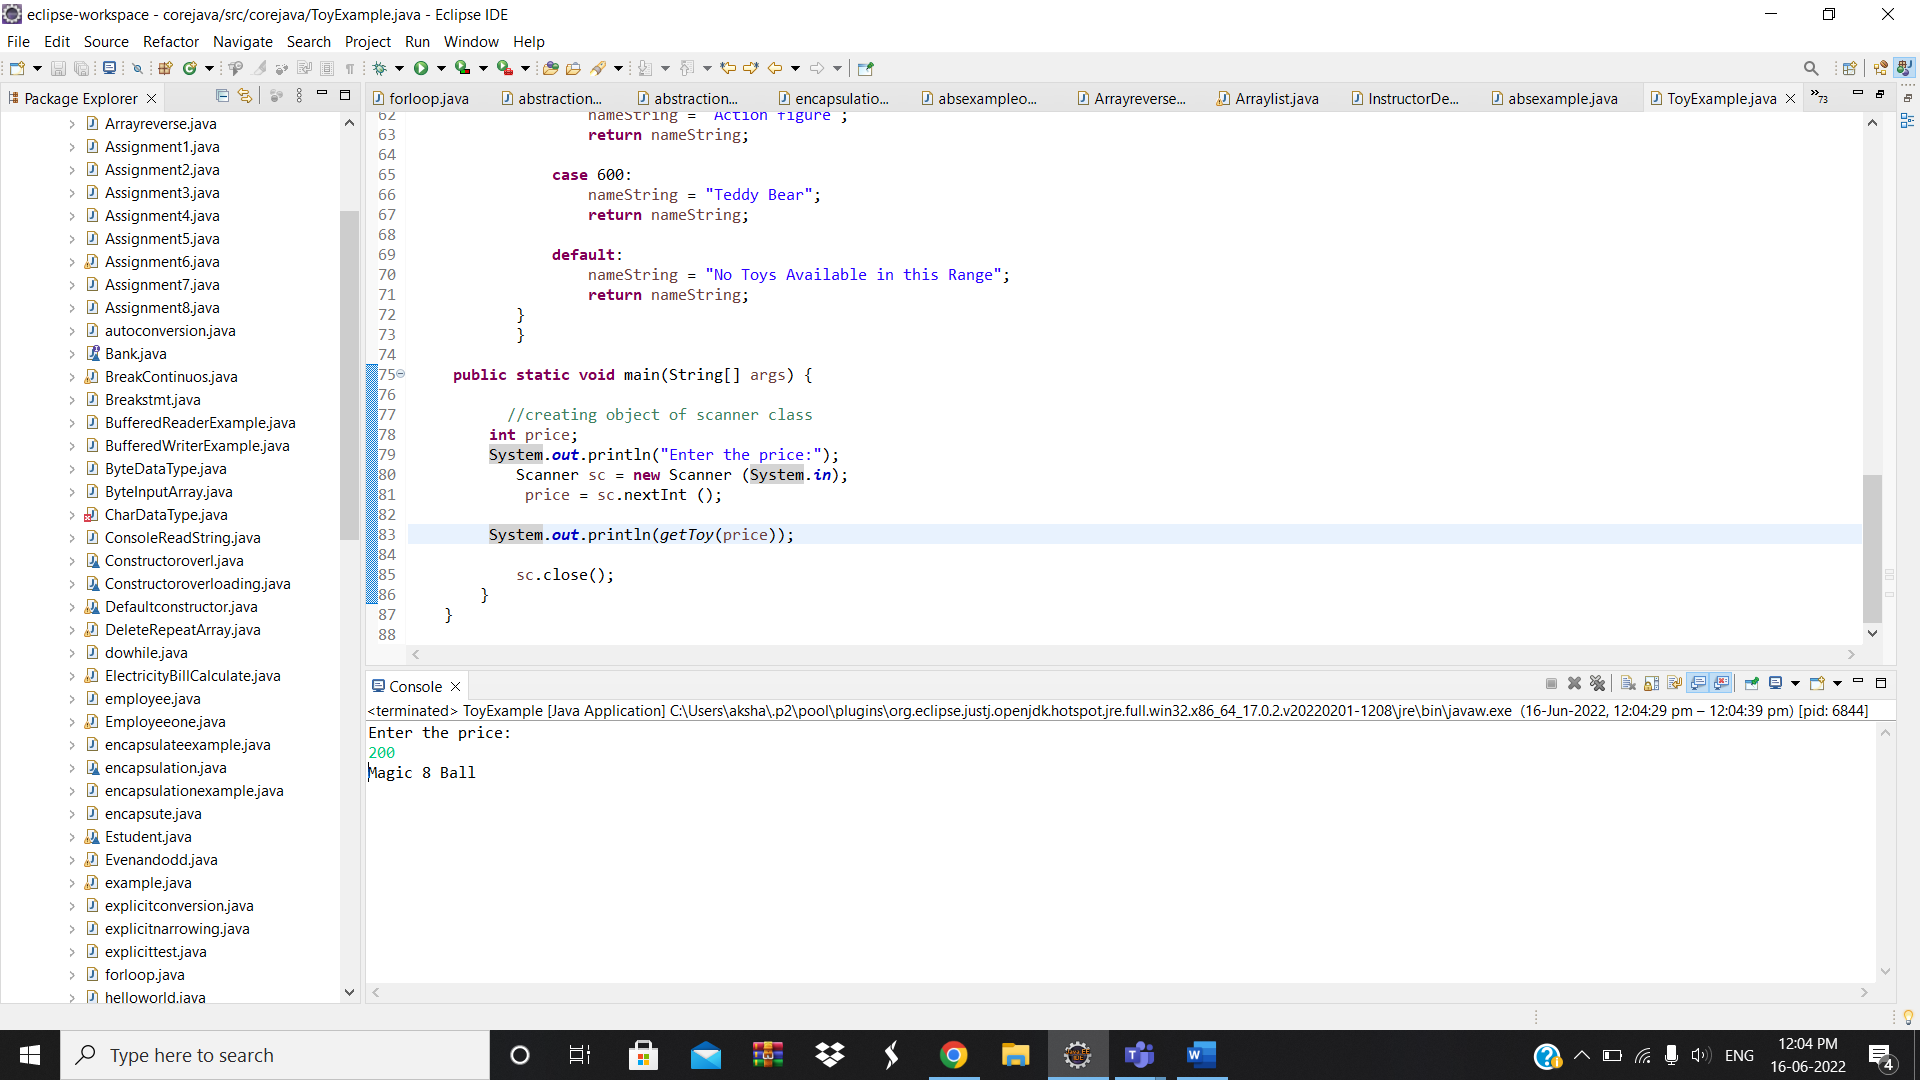 eclipse-workspace - corejava/src/corejava/ToyExample.java - Eclipse IDE
File Edit Source Refactor Navigate Search Project Run Window Help
Package Explorer
Arrayreverse.java
Assignment1.java
Assignment2.java
Assignment3.java
Assignment4.java
Assignment5.java
Assignment6.java
Assignment7.java
Assignment8.java
autoconversion.java
Bank.java
BreakContinuos.java
Breakstmt.java
BufferedReaderExample.java
BufferedWriterExample.java
ByteDataType.java
ByteInputArray.java
CharDataType.java
ConsoleReadString.java
Constructoroverl.java
Constructoroverloading.java
Defaultconstructor.java
DeleteRepeatArray.java
dowhile.java
ElectricityBillCalculate.java
employee.java
Employeeone.java
encapsulateexample.java
encapsulation.java
encapsulationexample.java
encapsute.java
Estudent.java
Evenandodd.java
example.java
explicitconversion.java
explicitnarrowing.java
explicittest.java
forloop.java
helloworld.java
forloop.java abstraction... abstraction... encapsulatio... absexampleo... Arrayreverse... Arraylist.java InstructorDe... absexample.java ToyExample.java 73
62 nameString = "Action figure";
63 return nameString;
64
65 case 600:
66 nameString = "Teddy Bear";
67 return nameString;
68
69 default:
70 nameString = "No Toys Available in this Range";
71 return nameString;
72 }
73 }
74
75 public static void main(String[] args) {
76
77 //creating object of scanner class
78 int price;
79 System.out.println("Enter the price:");
80 Scanner sc = new Scanner (System.in);
81 price = sc.nextInt ();
82
83 System.out.println(getToy(price));
84
85 sc.close();
86 }
87 }
88
Console
<terminated> ToyExample [Java Application] C:\Users\aksha\.p2\pool\plugins\org.eclipse.justj.openjdk.hotspot.jre.full.win32.x86_64_17.0.2.v20220201-1208\jre\bin\javaw.exe (16-Jun-2022, 12:04:29 pm – 12:04:39 pm) [pid: 6844]
Enter the price:
200
Magic 8 Ball
Type here to search
ENG
12:04 PM
16-06-2022
4